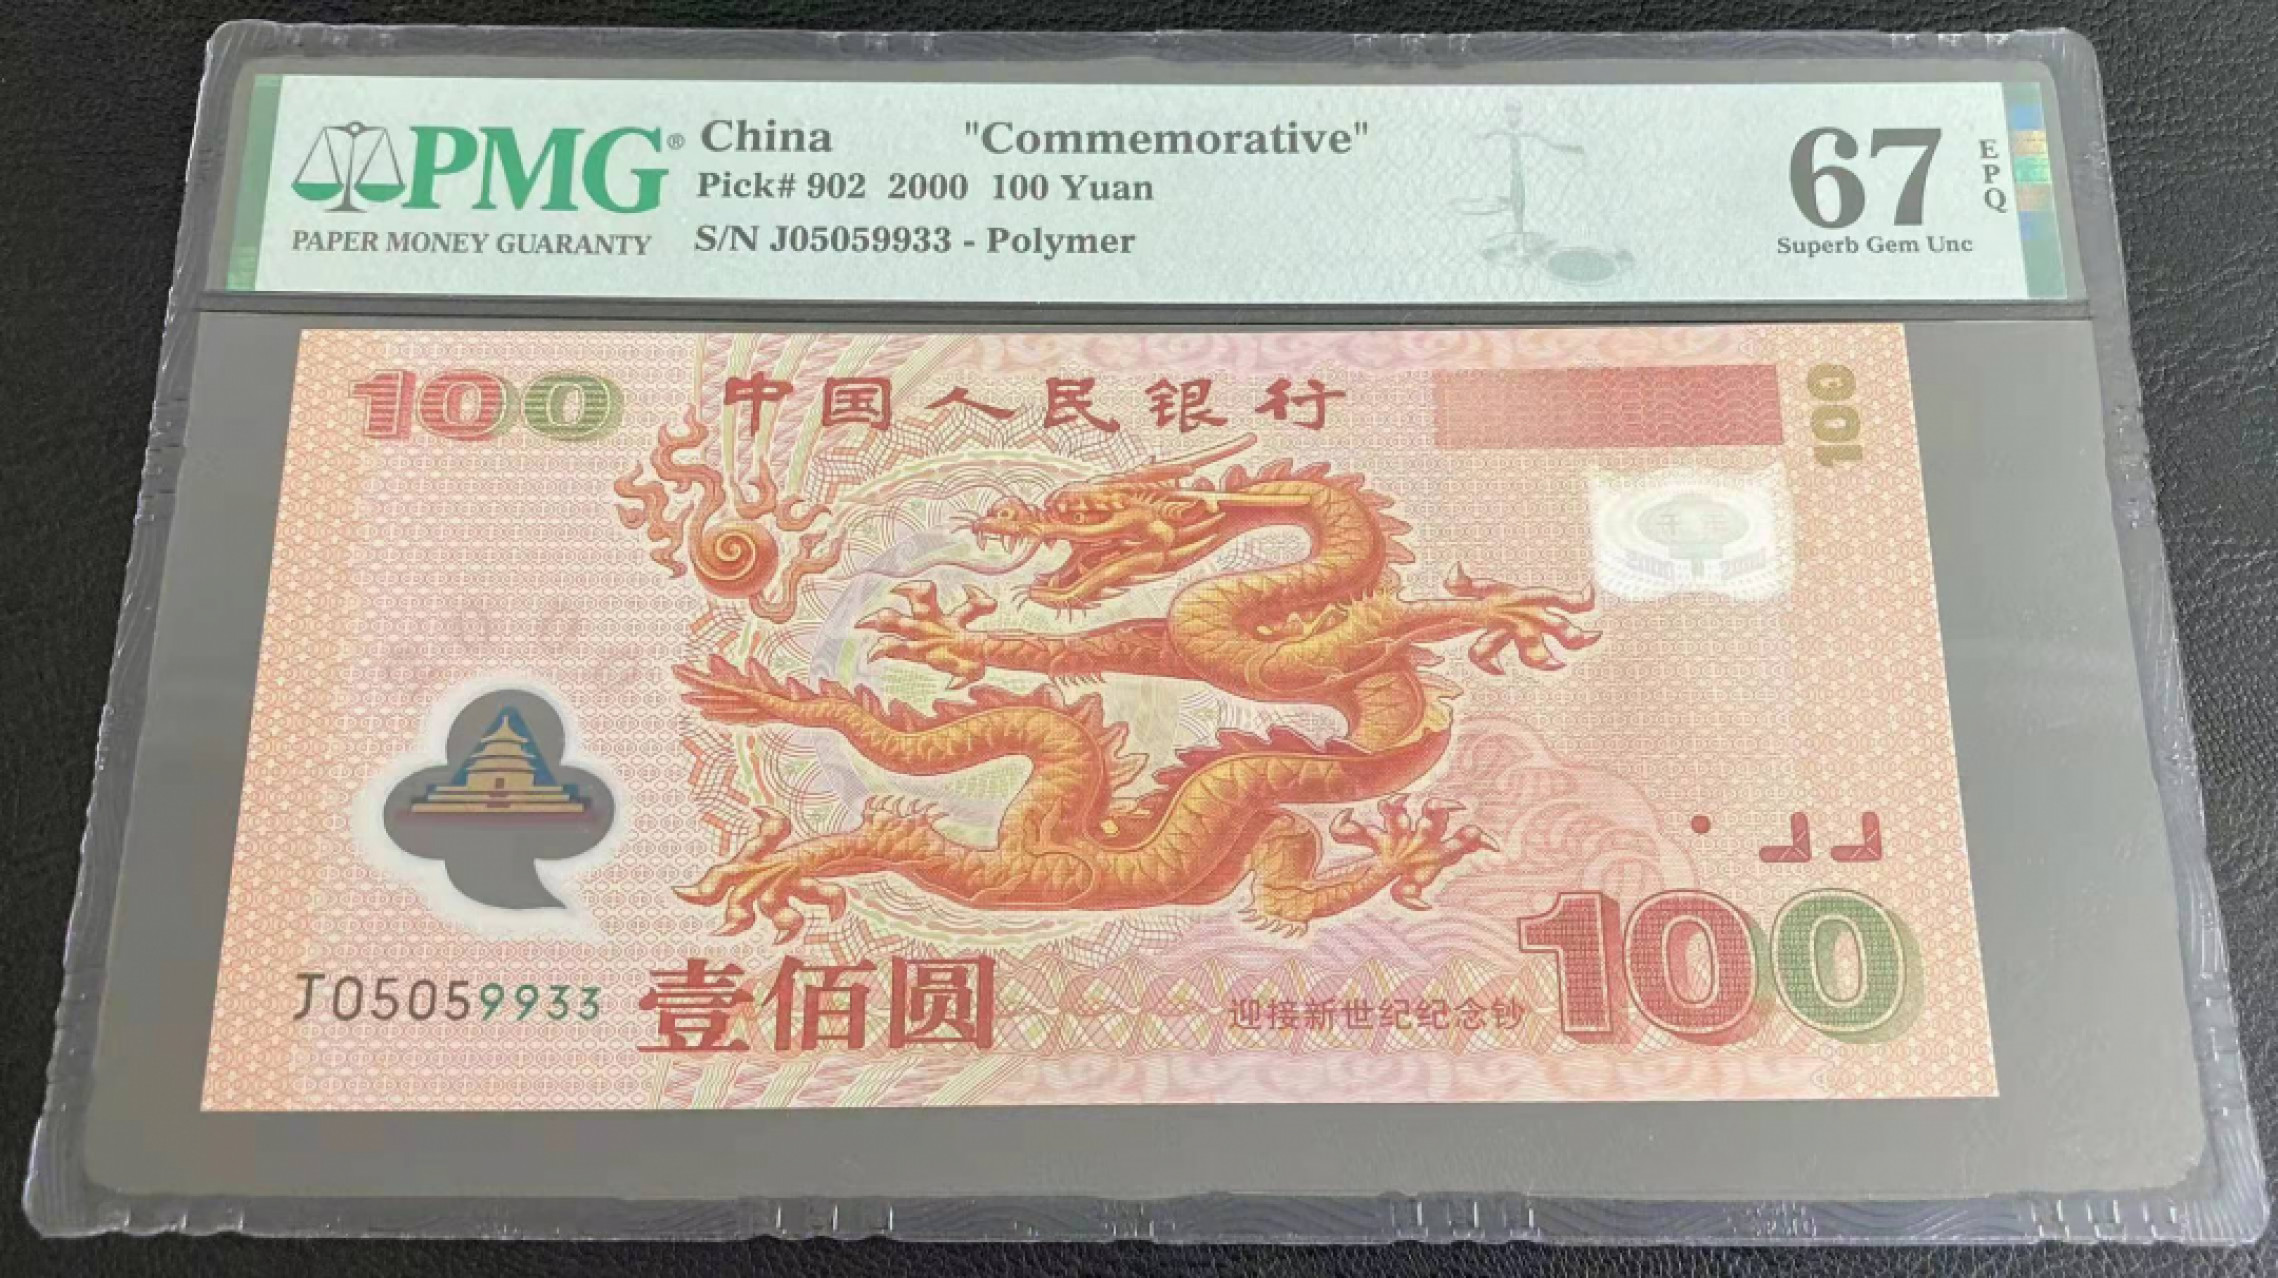 PMG® China "Commemorative" 67 EPQ
Pick# 902 2000 100 Yuan
PAPER MONEY GUARANTY S/N J05059933 - Polymer Superb Gem Unc
100 中国人民银行 100
J05059933 壹佰圆 迎接新世纪纪念钞 100